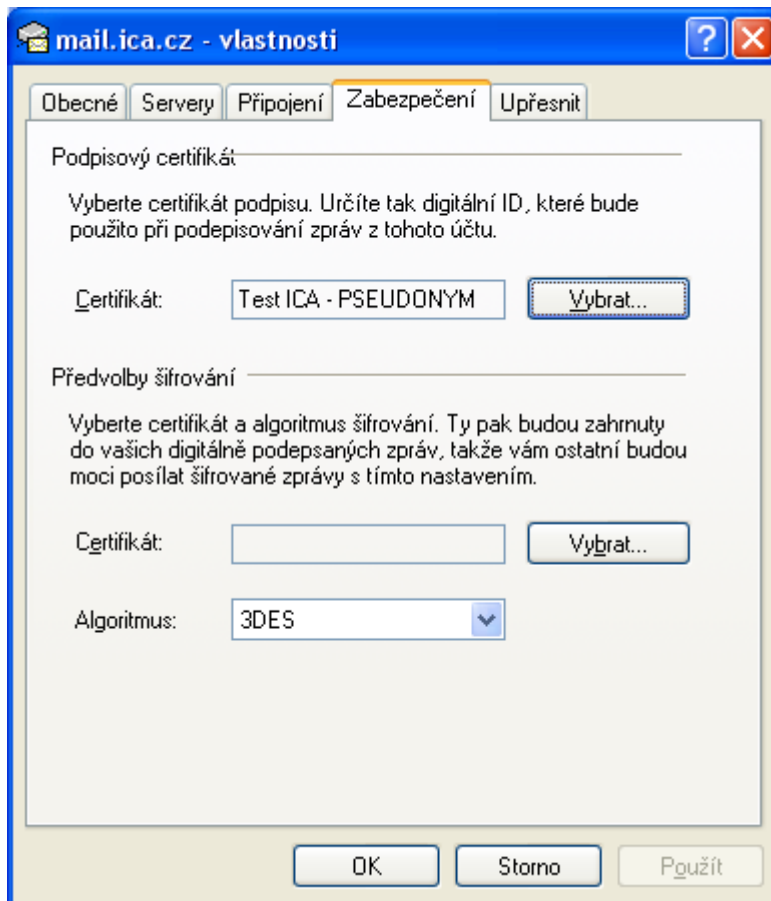 mail.ica.cz - vlastnosti
Obecné Servery Připojení Zabezpečení Upřesnit
Podpisový certifikát
Vyberte certifikát podpisu. Určíte tak digitální ID, které bude
použito při podepisování zpráv z tohoto účtu.
Certifikát: Test ICA - PSEUDONYM Vybrat...
Předvolby šifrování
Vyberte certifikát a algoritmus šifrování. Ty pak budou zahrnuty
do vašich digitálně podepsaných zpráv, takže vám ostatní budou
moci posílat šifrované zprávy s tímto nastavením.
Certifikát: Vybrat...
Algoritmus: 3DES
OK Storno Použít